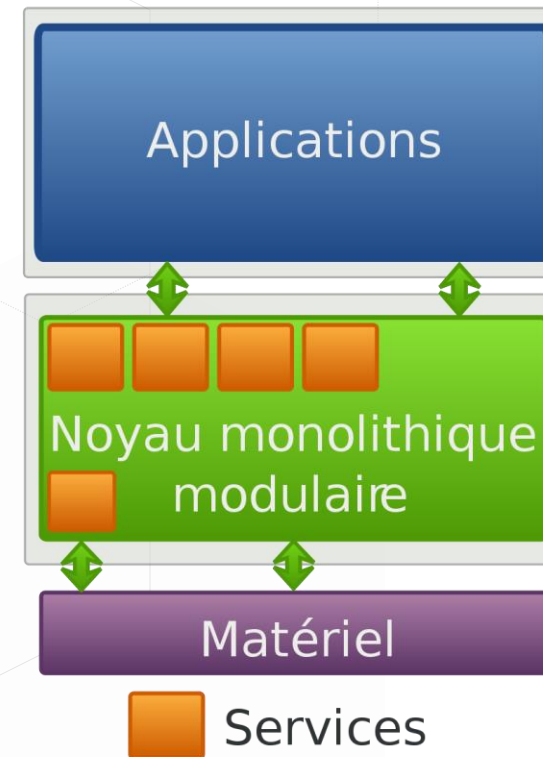 Applications
Noyau monolithique
modulaire
Matériel
Services